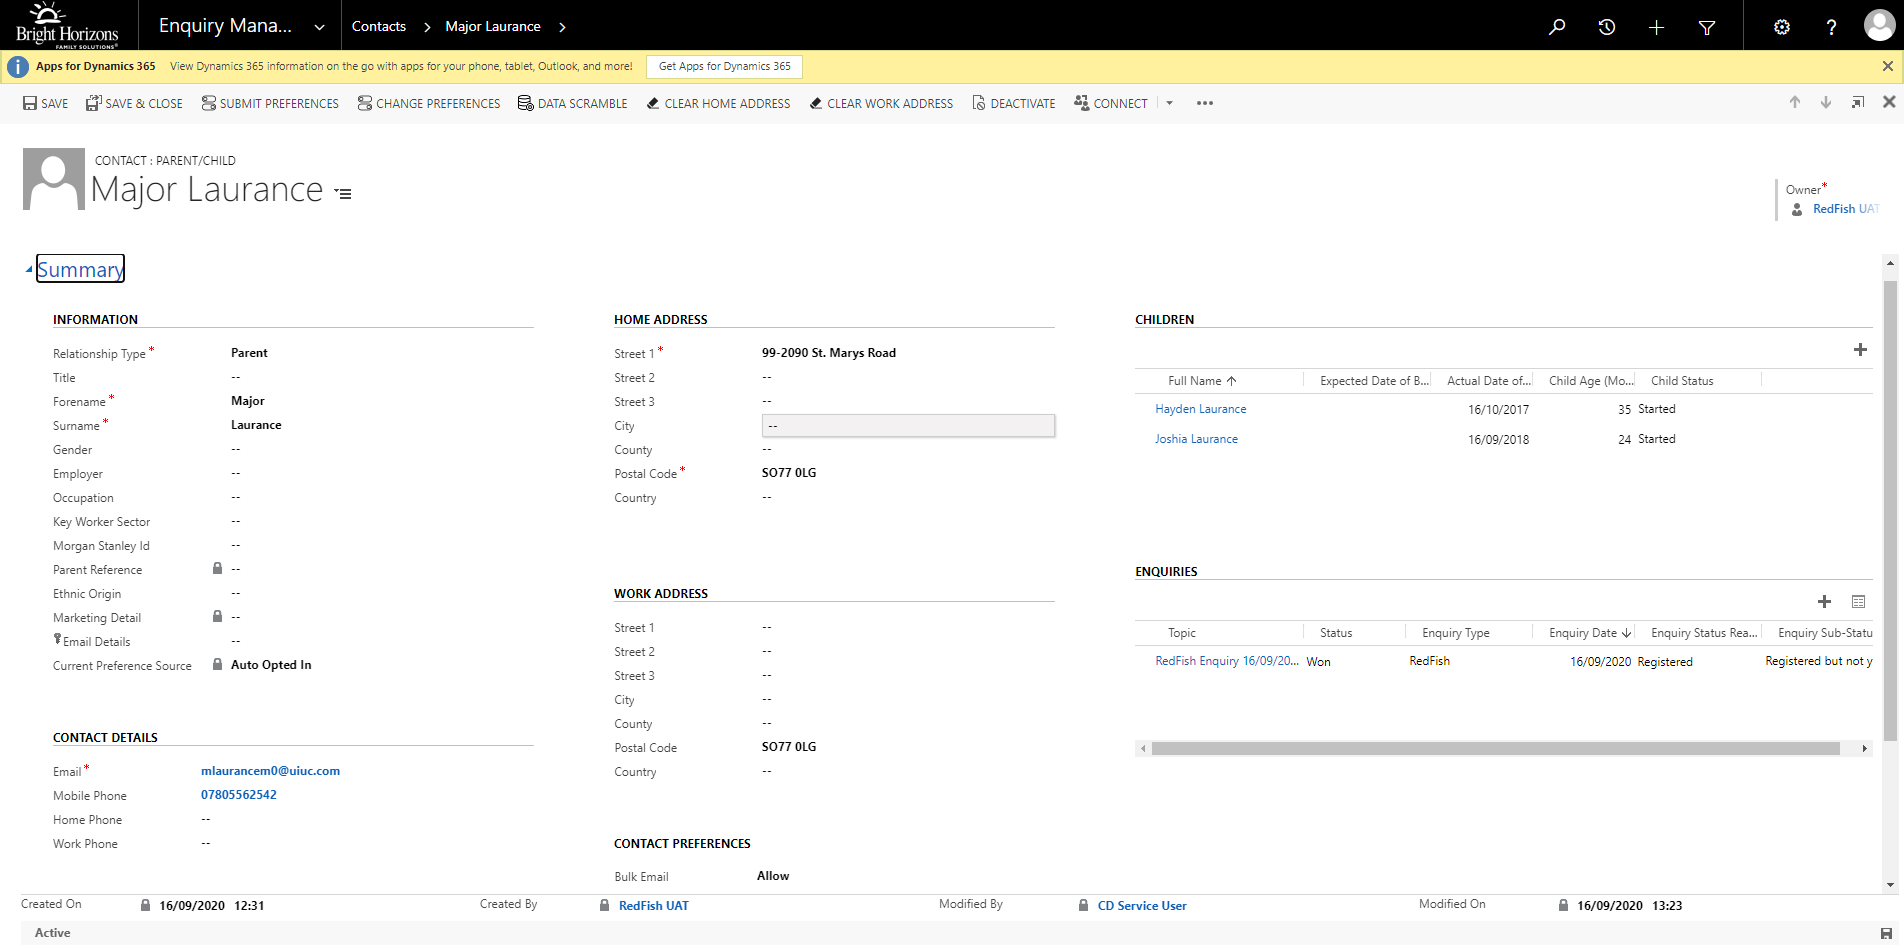 Bright Horizons
FAMILY SOLUTIONS
Enquiry Mana...
Contacts > Major Laurance >
Apps for Dynamics 365 View Dynamics 365 information on the go with apps for your phone, tablet, Outlook, and more! Get Apps for Dynamics 365
SAVE SAVE & CLOSE SUBMIT PREFERENCES CHANGE PREFERENCES DATA SCRAMBLE CLEAR HOME ADDRESS CLEAR WORK ADDRESS DEACTIVATE CONNECT
CONTACT : PARENT/CHILD
Major Laurance
Owner*
RedFish UAT
Summary
INFORMATION
Relationship Type* Parent
Title --
Forename* Major
Surname* Laurance
Gender --
Employer --
Occupation --
Key Worker Sector --
Morgan Stanley Id --
Parent Reference --
Ethnic Origin --
Marketing Detail --
Email Details --
Current Preference Source Auto Opted In
CONTACT DETAILS
Email* mlaurancem0@uiuc.com
Mobile Phone 07805562542
Home Phone --
Work Phone --
HOME ADDRESS
Street 1* 99-2090 St. Marys Road
Street 2 --
Street 3 --
City --
County --
Postal Code* SO77 0LG
Country --
WORK ADDRESS
Street 1 --
Street 2 --
Street 3 --
City --
County --
Postal Code SO77 0LG
Country --
CONTACT PREFERENCES
Bulk Email Allow
CHILDREN
Full Name Expected Date of B... Actual Date of... Child Age (Mo... Child Status
Hayden Laurance 16/10/2017 35 Started
Joshia Laurance 16/09/2018 24 Started
ENQUIRIES
Topic Status Enquiry Type Enquiry Date Enquiry Status Rea... Enquiry Sub-Statu
RedFish Enquiry 16/09/20... Won RedFish 16/09/2020 Registered Registered but not y
Created On 16/09/2020 12:31 Created By RedFish UAT Modified By CD Service User Modified On 16/09/2020 13:23
Active